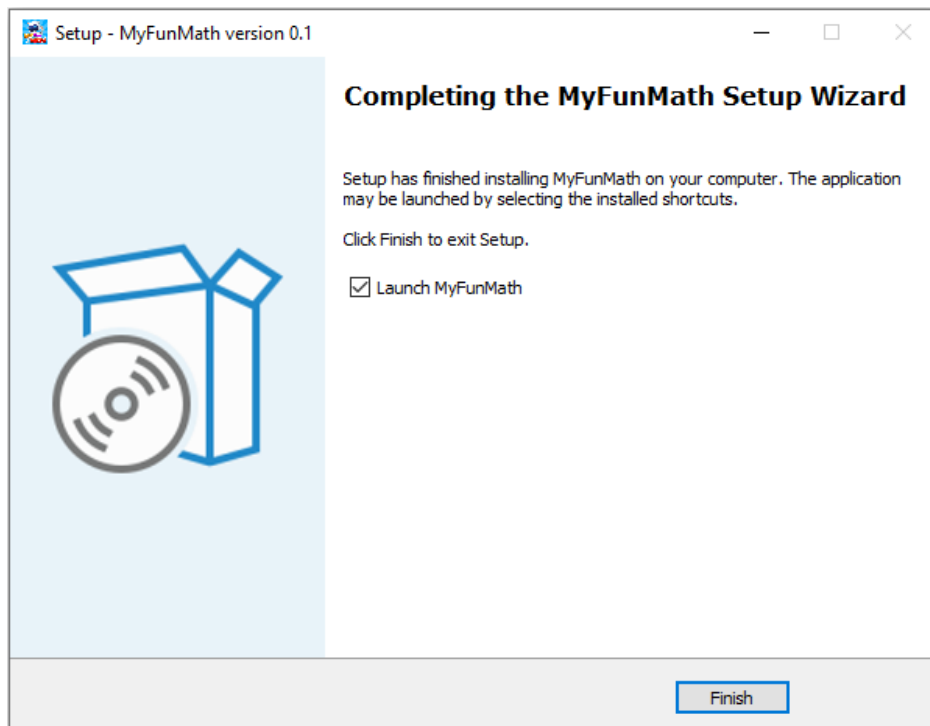 Setup - MyFunMath version 0.1
Completing the MyFunMath Setup Wizard
Setup has finished installing MyFunMath on your computer. The application
may be launched by selecting the installed shortcuts.
Click Finish to exit Setup.
Launch MyFunMath
Finish